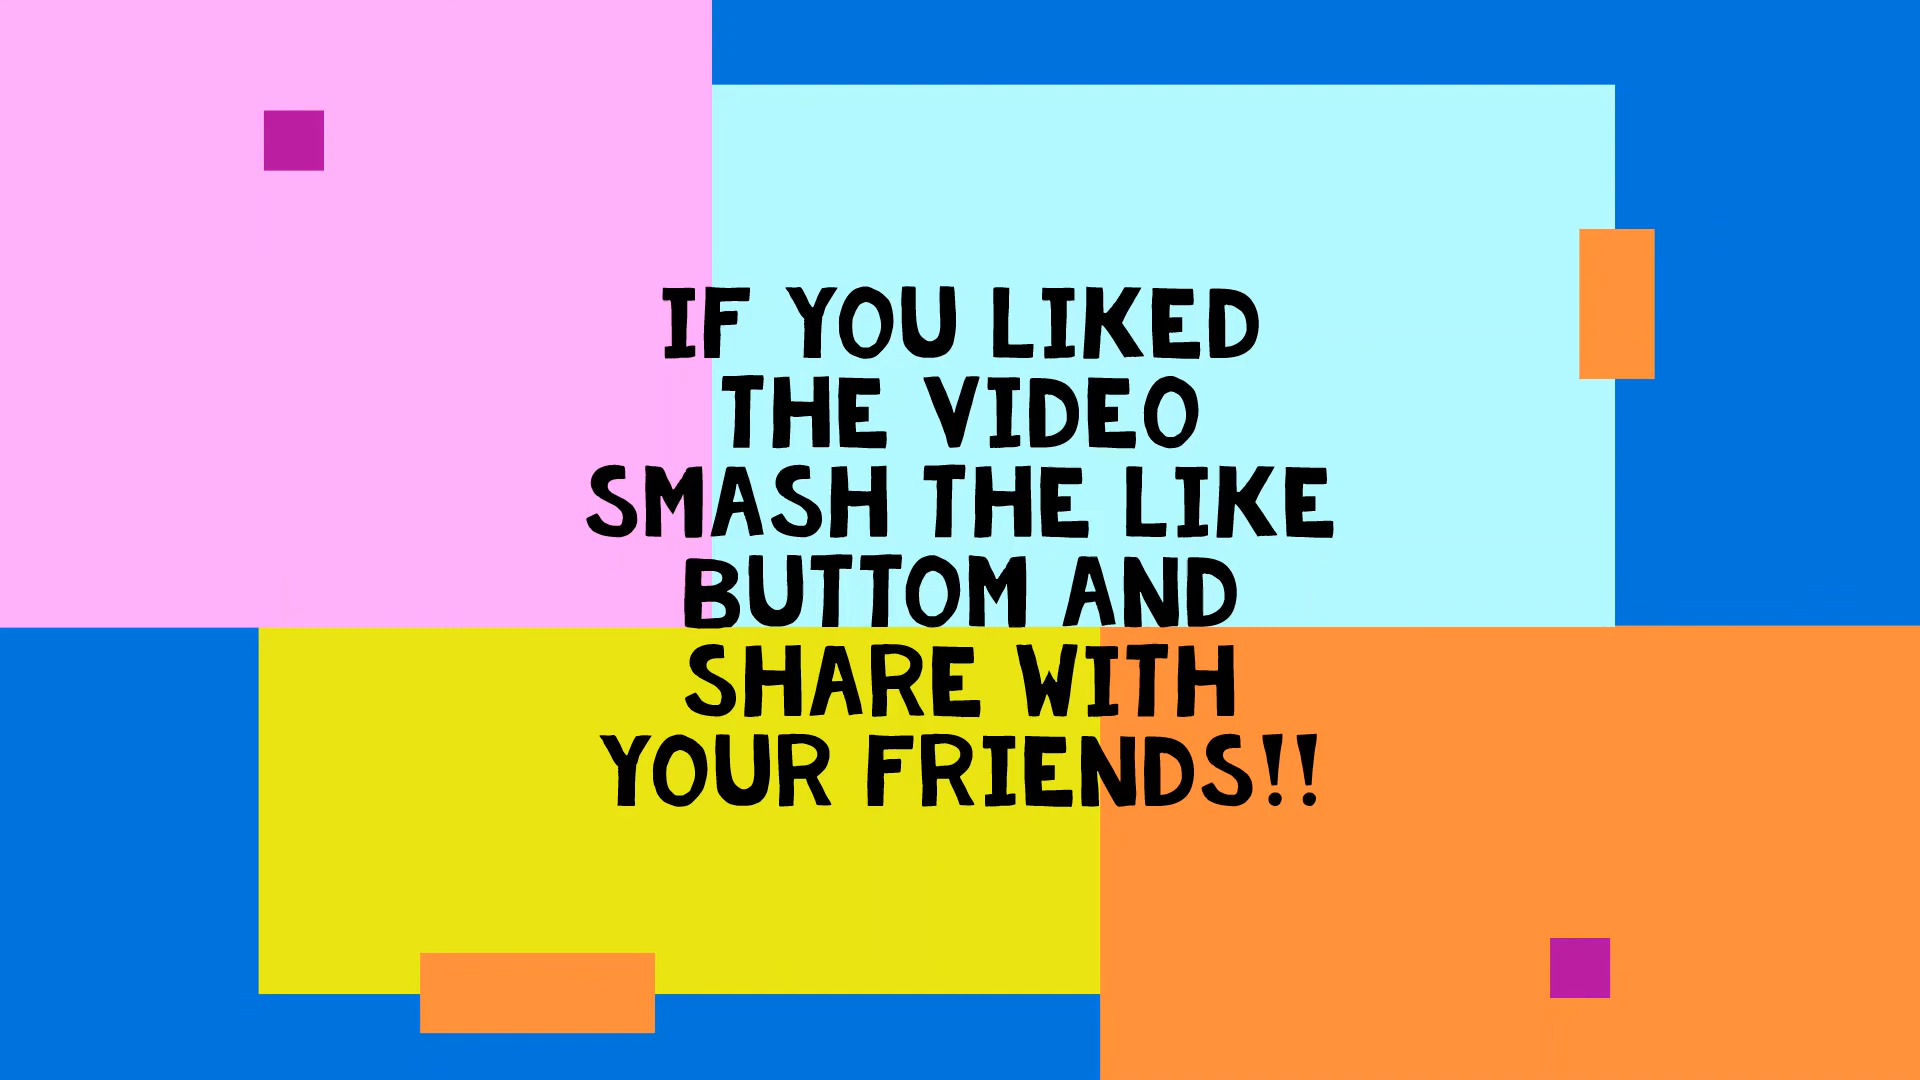 IF YOU LIKED
THE VIDEO
SMASH THE LIKE
BUTTOM AND
SHARE WITH
YOUR FRIENDS!!